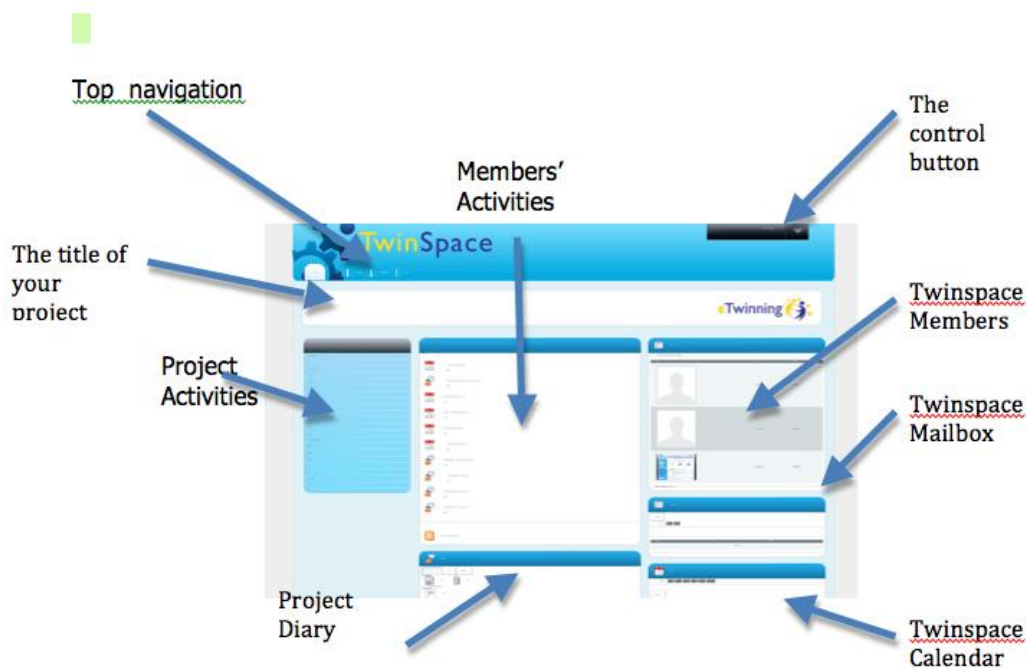 Top navigation
The
control
button
Members'
Activities
TwinSpace
The title of
your
project
eTwinning
Twinspace
Members
Project
Activities
Twinspace
Mailbox
Project
Diary
Twinspace
Calendar